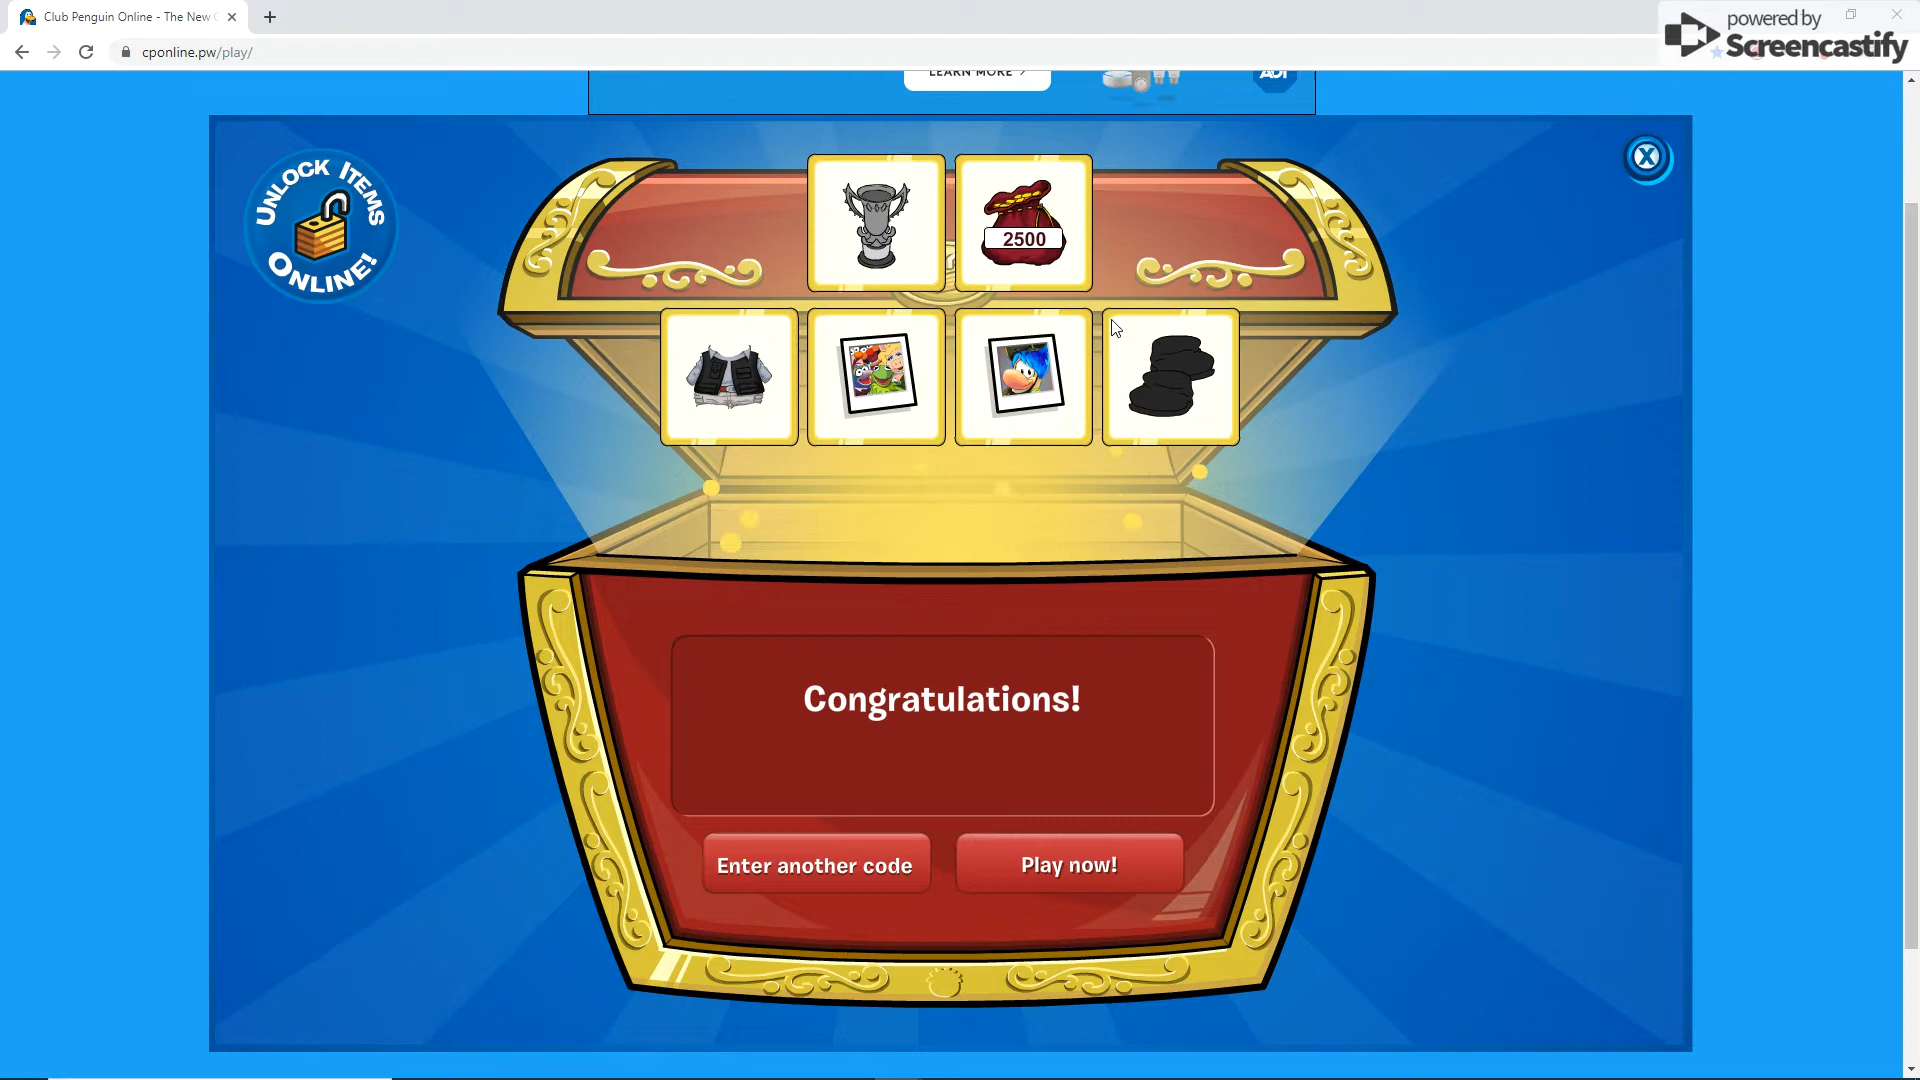 Club Penguin Online - The New
powered by
Screencastify
cponline.pw/play/
LEARN MORE >
ADT
UNLOCK ITEMS
ONLINE!
2500
Congratulations!
Enter another code
Play now!